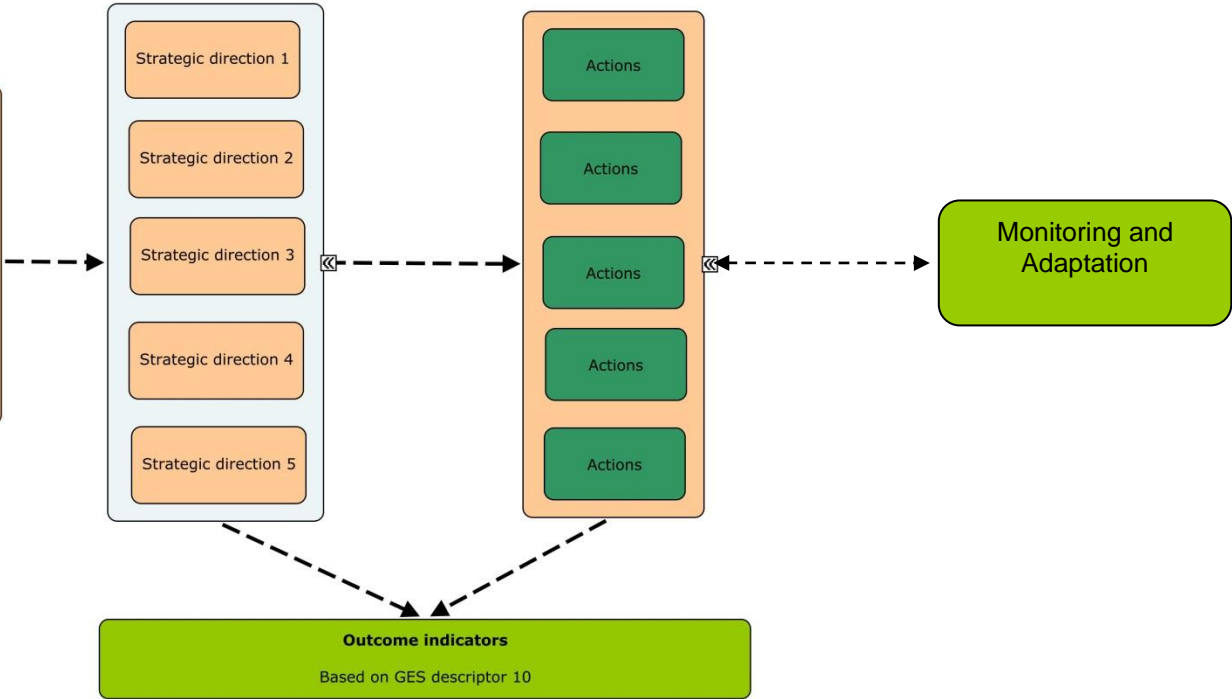 Strategic direction 1
Strategic direction 2
Strategic direction 3
Strategic direction 4
Strategic direction 5
Actions
Actions
Actions
Actions
Actions
Monitoring and
Adaptation
Outcome indicators
Based on GES descriptor 10